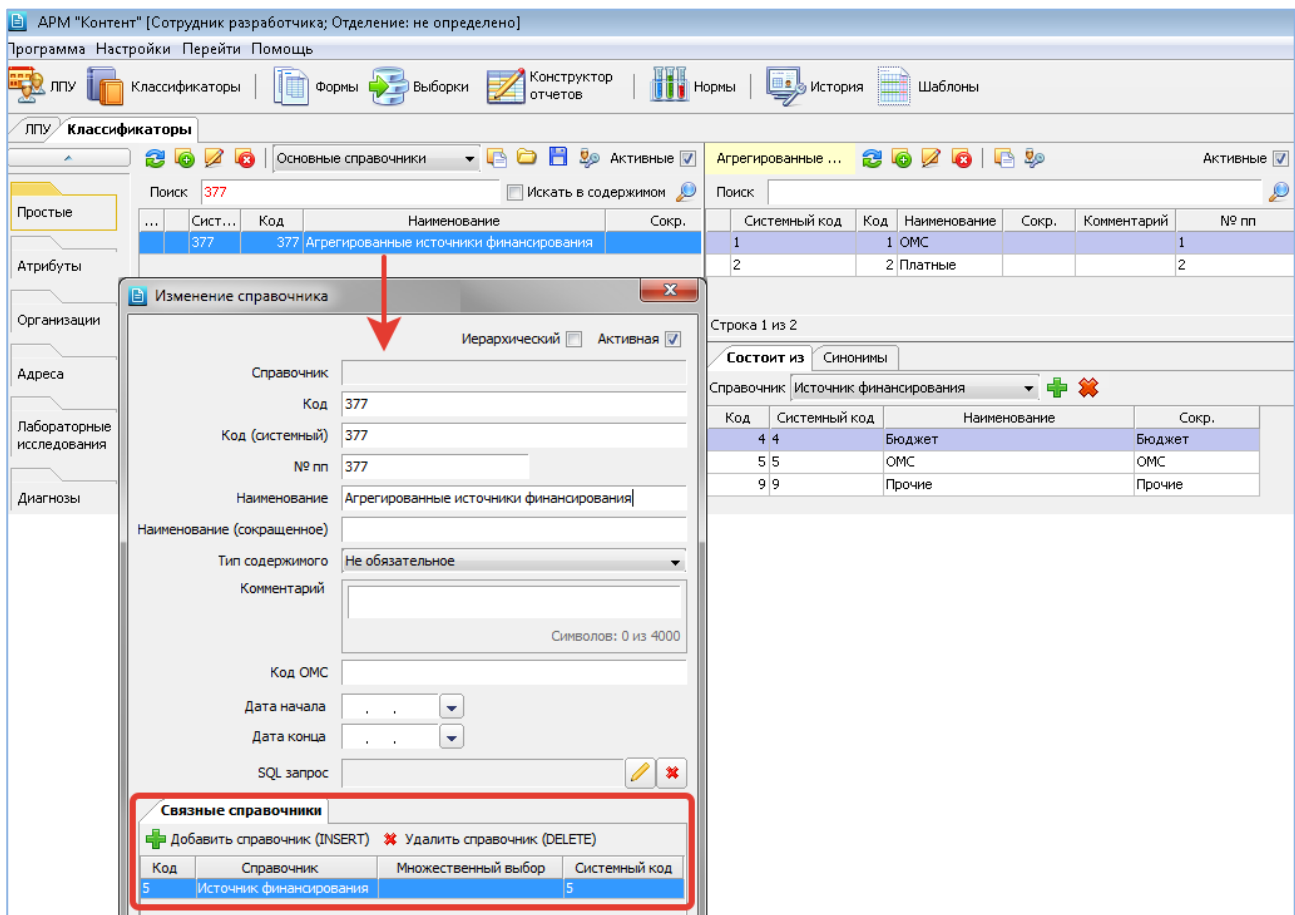 АРМ "Контент" [Сотрудник разработчика; Отделение: не определено]
Программа Настройки Перейти Помощь
ЛПУ Классификаторы Формы Выборки Конструктор отчетов Нормы История Шаблоны
ЛПУ Классификаторы
Основные справочники Активные
Поиск 377 Искать в содержимом
... Сист... Код Наименование Сокр.
377 377 Агрегированные источники финансирования
Простые
Атрибуты
Организации
Адреса
Лабораторные
исследования
Диагнозы
Агрегированные ... Активные
Поиск
Системный код Код Наименование Сокр. Комментарий № пп
1 1 ОМС 1
2 2 Платные 2
Строка 1 из 2
Состоит из Синонимы
Справочник Источник финансирования
Код Системный код Наименование Сокр.
4 4 Бюджет Бюджет
5 5 ОМС ОМС
9 9 Прочие Прочие
Изменение справочника
Иерархический Активная
Справочник
Код 377
Код (системный) 377
№ пп 377
Наименование Агрегированные источники финансирования
Наименование (сокращенное)
Тип содержимого Не обязательное
Комментарий
Символов: 0 из 4000
Код ОМС
Дата начала . .
Дата конца . .
SQL запрос
Связные справочники
Добавить справочник (INSERT) Удалить справочник (DELETE)
Код Справочник Множественный выбор Системный код
5 Источник финансирования 5